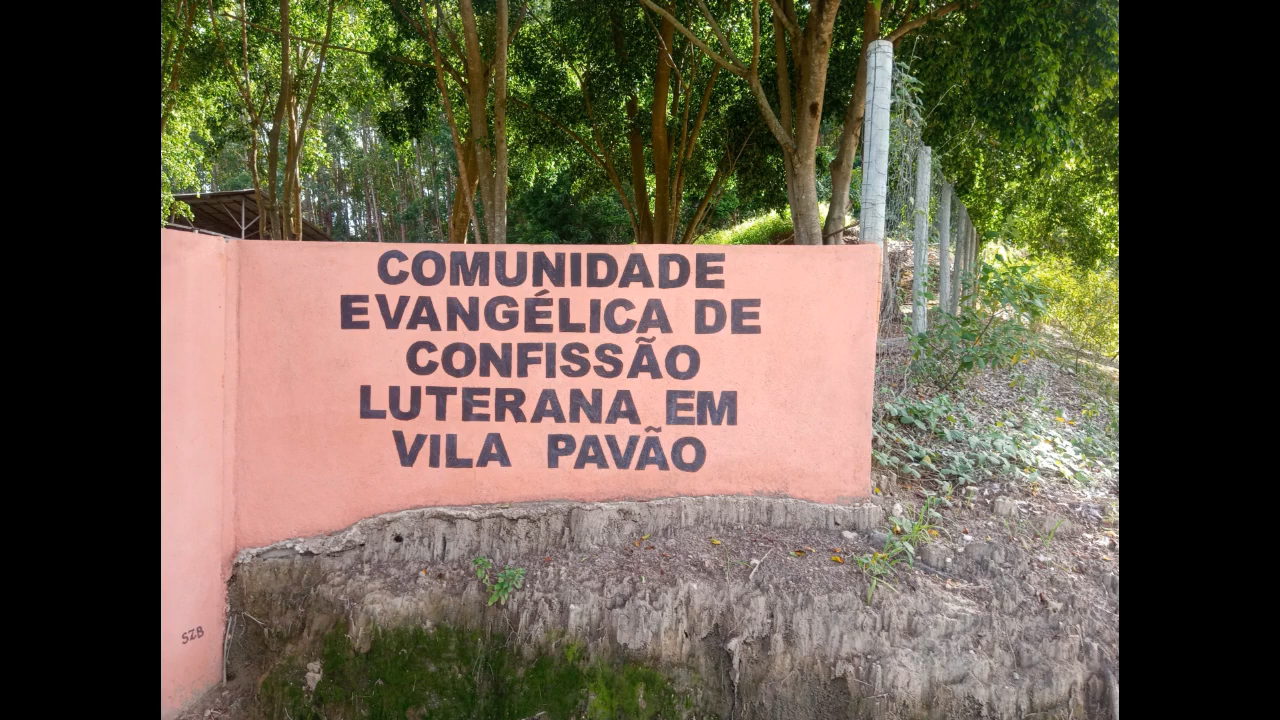 COMUNIDADE
EVANGÉLICA DE
CONFISSÃO
LUTERANA EM
VILA PAVÃO
SZB